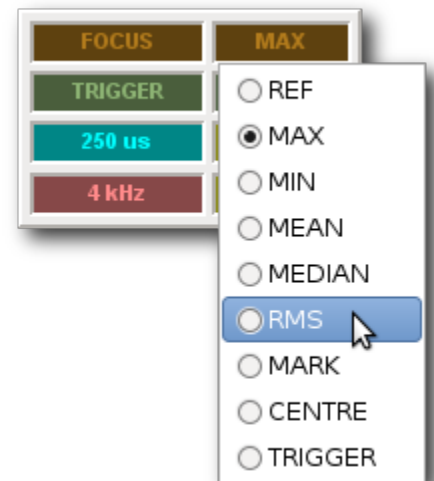 FOCUS MAX
TRIGGER
250 us
4 kHz
REF
MAX
MIN
MEAN
MEDIAN
RMS
MARK
CENTRE
TRIGGER